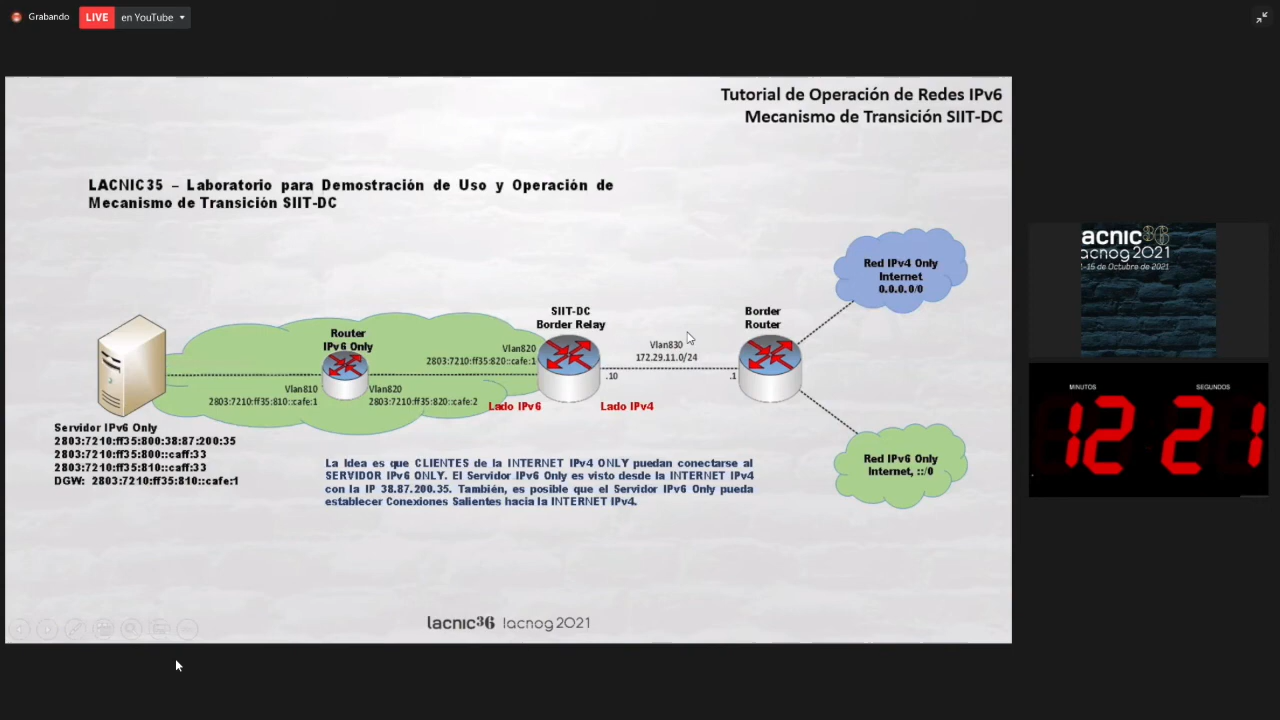 Grabando
LIVE
en YouTube
Tutorial de Operación de Redes IPv6
Mecanismo de Transición SIIT-DC
LACNIC35 – Laboratorio para Demostración de Uso y Operación de
Mecanismo de Transición SIIT-DC
Red IPv4 Only
Internet
0.0.0.0/0
SIIT-DC
Border Relay
Border
Router
Router
IPv6 Only
Vlan820
2803:7210:ff35:820::cafe:1
Vlan830
172.29.11.0/24
.10
.1
Vlan810
2803:7210:ff35:810::cafe:1
Vlan820
2803:7210:ff35:820::cafe:2
Lado IPv6
Lado IPv4
Servidor IPv6 Only
2803:7210:ff35:800:38:87:200:35
2803:7210:ff35:800::caff:33
2803:7210:ff35:810::caff:33
DGW: 2803:7210:ff35:810::cafe:1
La Idea es que CLIENTES de la INTERNET IPv4 ONLY puedan conectarse al
SERVIDOR IPv6 ONLY. El Servidor IPv6 Only es visto desde la INTERNET IPv4
con la IP 38.87.200.35. También, es posible que el Servidor IPv6 Only pueda
establecer Conexiones Salientes hacia la INTERNET IPv4.
Red IPv6 Only
Internet, ::/0
lacnic36 lacnog2021
acnic36
acnog2021
-15 de Octubre de 2021
MINUTOS
SEGUNDOS
12 21